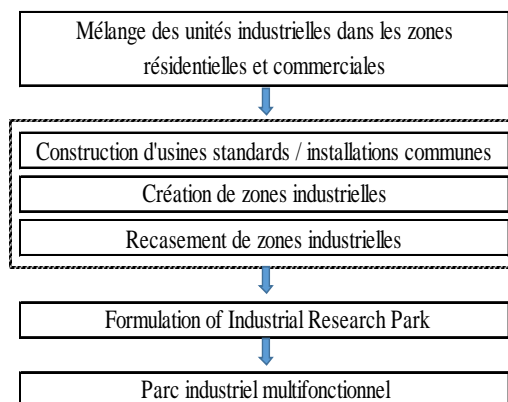 Mélange des unités industrielles dans les zones
résidentielles et commerciales
Construction d'usines standards / installations communes
Création de zones industrielles
Recasement de zones industrielles
Formulation of Industrial Research Park
Parc industriel multifonctionnel